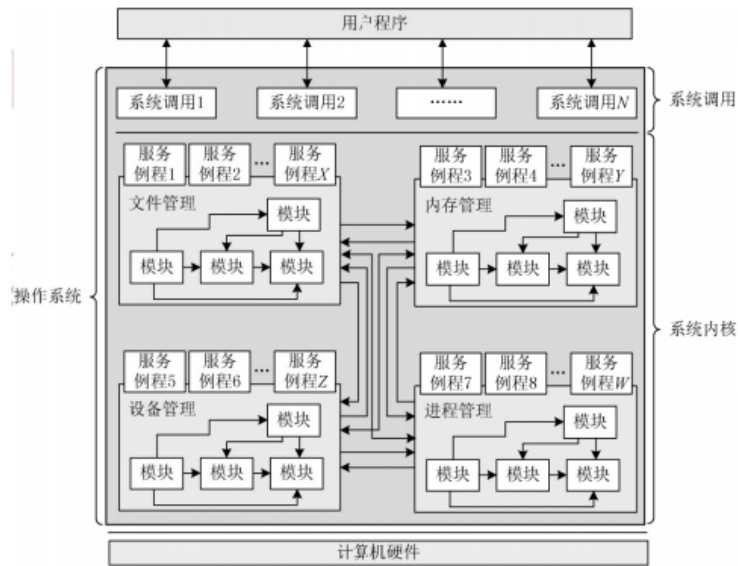 用户程序
系统调用1
系统调用2
……
系统调用N
系统调用
服务
例程1
服务
例程2
…
服务
例程X
文件管理
模块
模块
模块
模块
服务
例程3
服务
例程4
…
服务
例程Y
内存管理
模块
模块
模块
模块
操作系统
系统内核
服务
例程5
服务
例程6
…
服务
例程Z
设备管理
模块
模块
模块
模块
服务
例程7
服务
例程8
…
服务
例程W
进程管理
模块
模块
模块
模块
计算机硬件